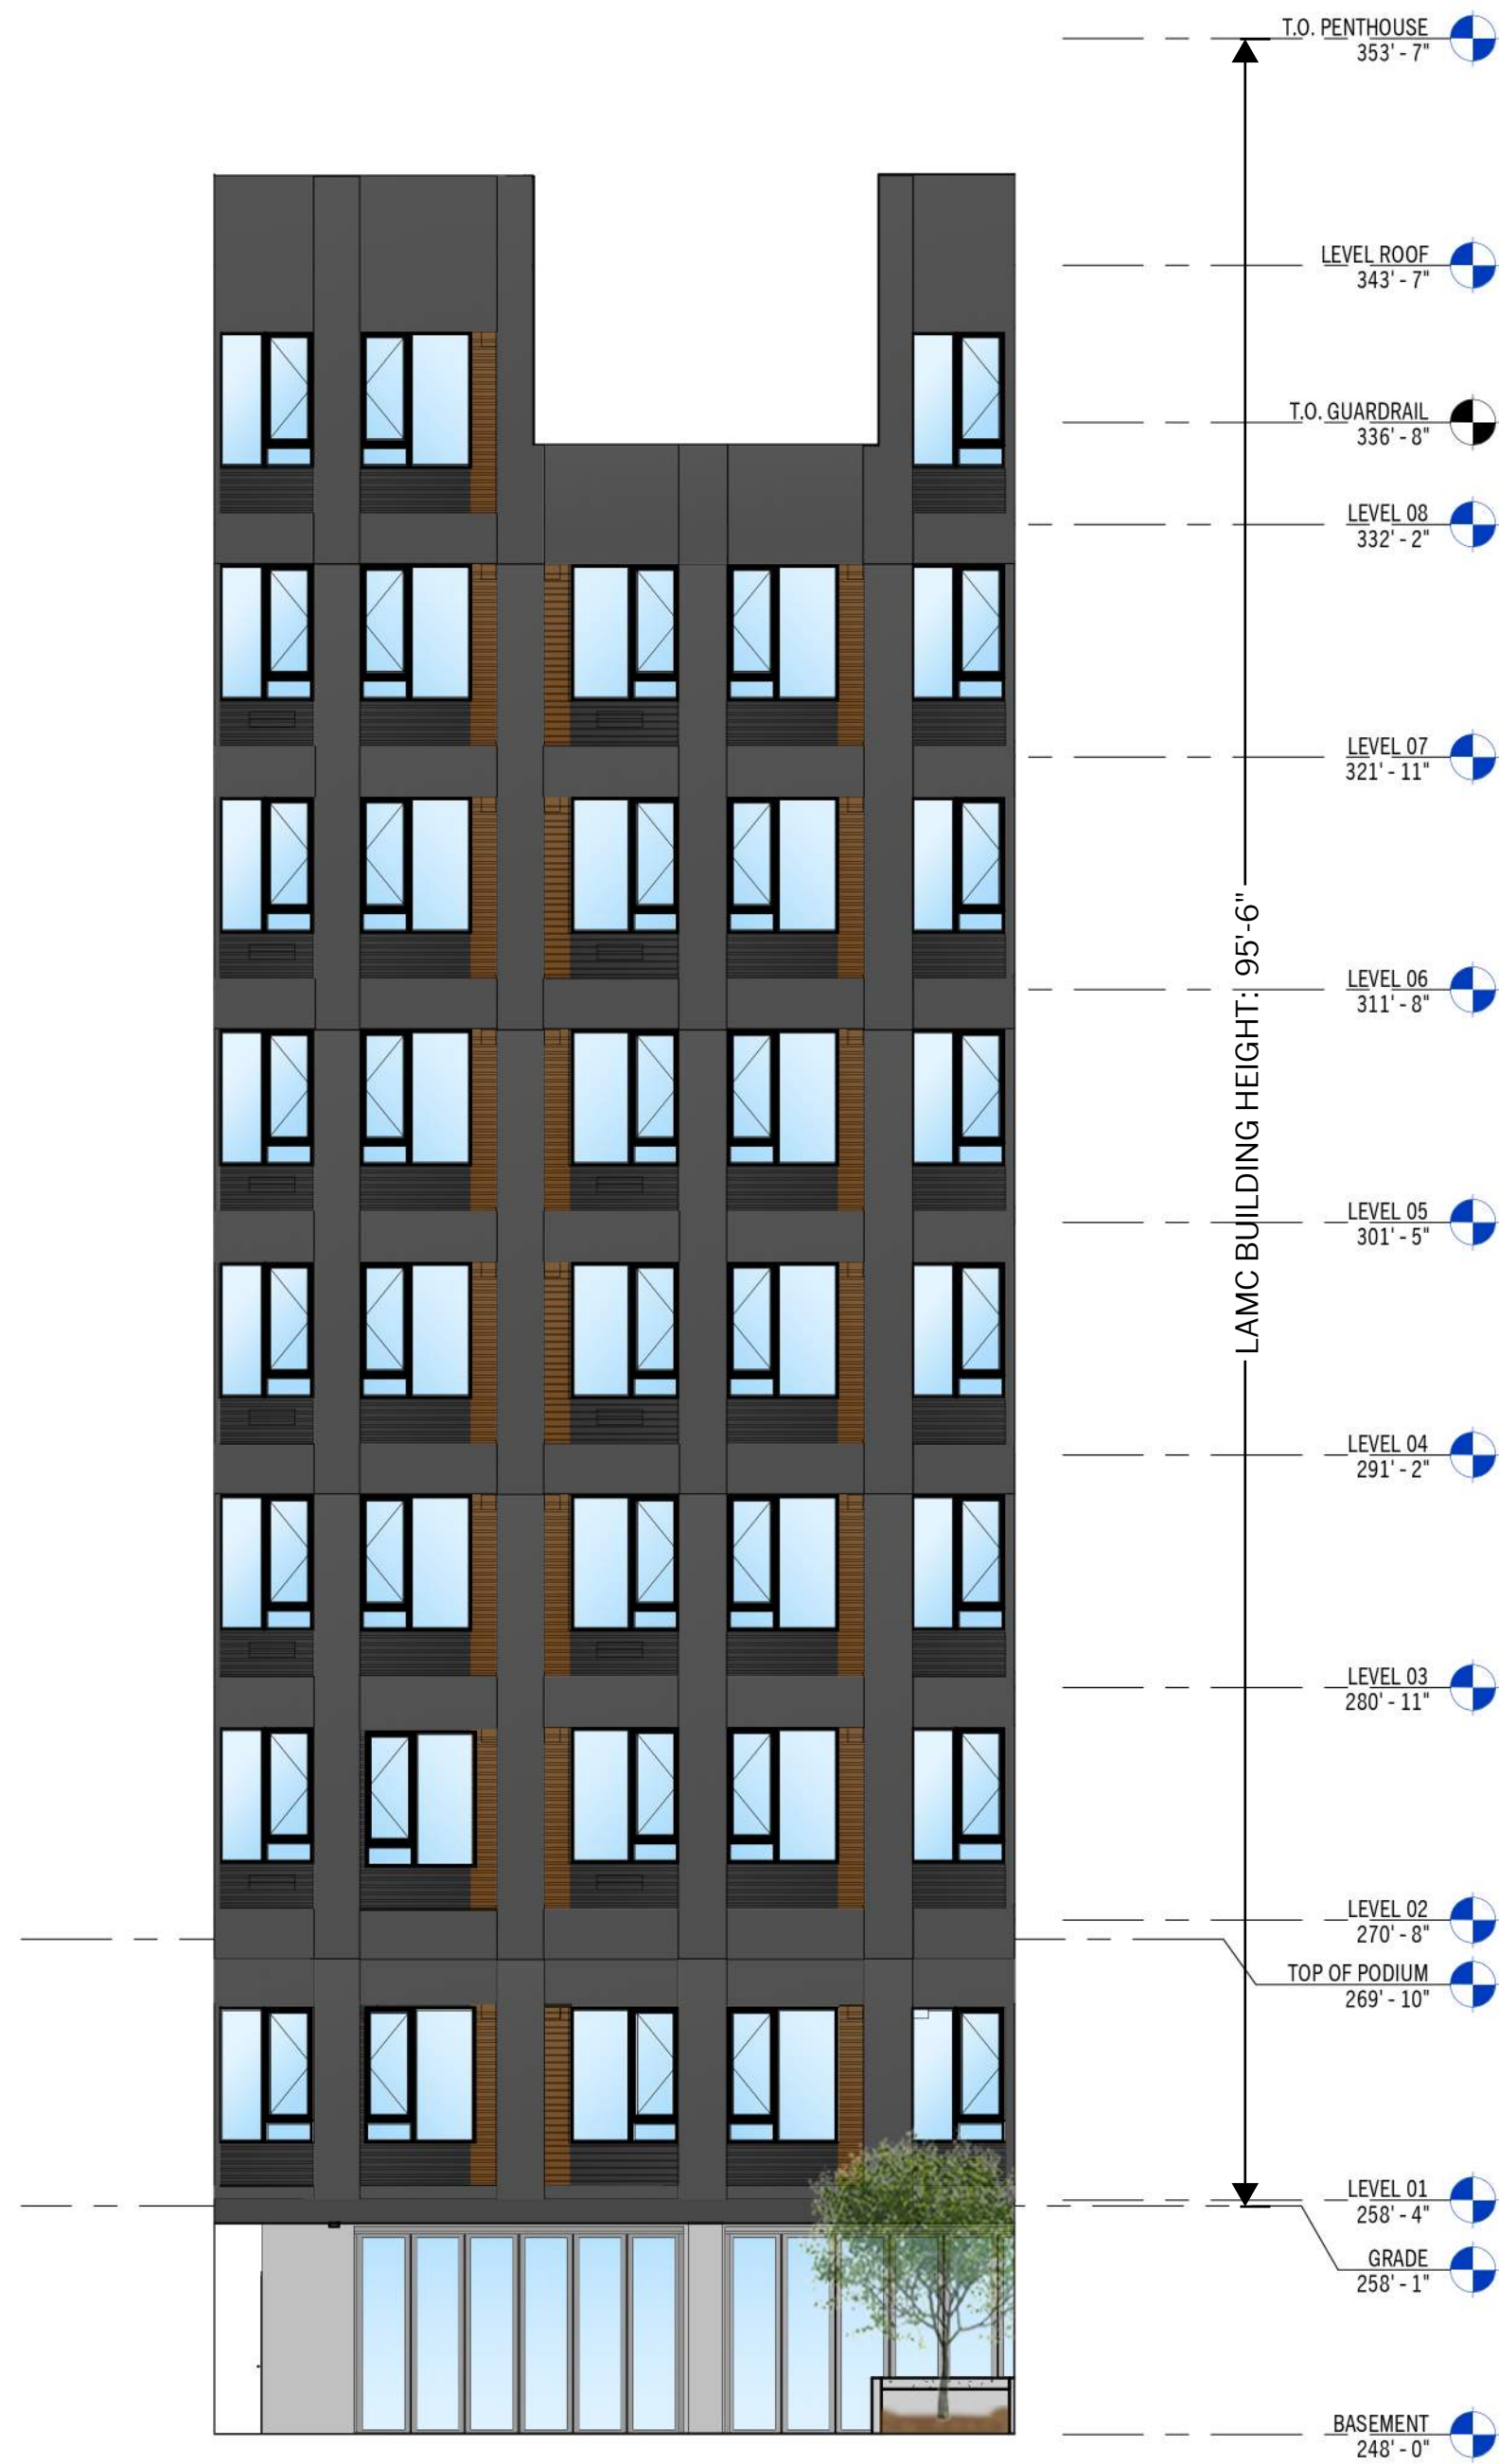 T.O. PENTHOUSE
353' - 7"
LEVEL ROOF
343' - 7"
T.O. GUARDRAIL
336' - 8"
LEVEL 08
332' - 2"
LEVEL 07
321' - 11"
LEVEL 06
311' - 8"
LAMC BUILDING HEIGHT: 95'-6"
LEVEL 05
301' - 5"
LEVEL 04
291' - 2"
LEVEL 03
280' - 11"
LEVEL 02
270' - 8"
TOP OF PODIUM
269' - 10"
LEVEL 01
258' - 4"
GRADE
258' - 1"
BASEMENT
248' - 0"